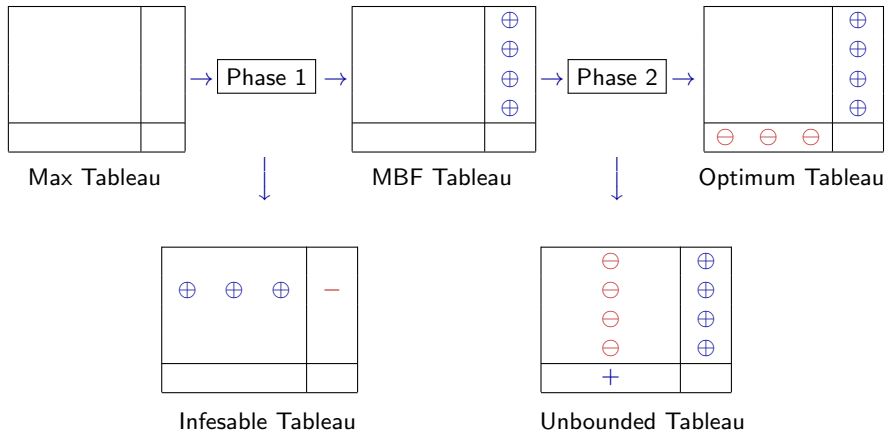 ⊕
⊕
→ Phase 1 → ⊕ → Phase 2 → ⊕
⊕
⊖ ⊖ ⊖
Max Tableau MBF Tableau Optimum Tableau
⊖ ⊕
⊕ ⊕ ⊕ − ⊖ ⊕
⊖ ⊕
⊖ ⊕
+
Infesable Tableau Unbounded Tableau